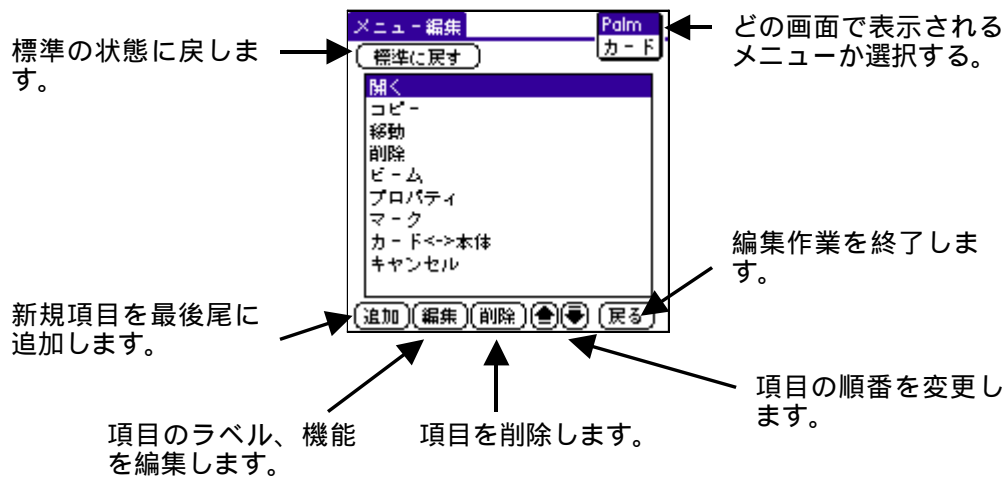 メニュー編集
Palm
カード
標準に戻す
開く
コピー
移動
削除
ビーム
プロパティ
マーク
カード<->本体
キャンセル
追加 編集 削除 戻る
標準の状態に戻しま
す。
どの画面で表示される
メニューか選択する。
編集作業を終了しま
す。
新規項目を最後尾に
追加します。
項目の順番を変更し
ます。
項目のラベル、機能
を編集します。
項目を削除します。